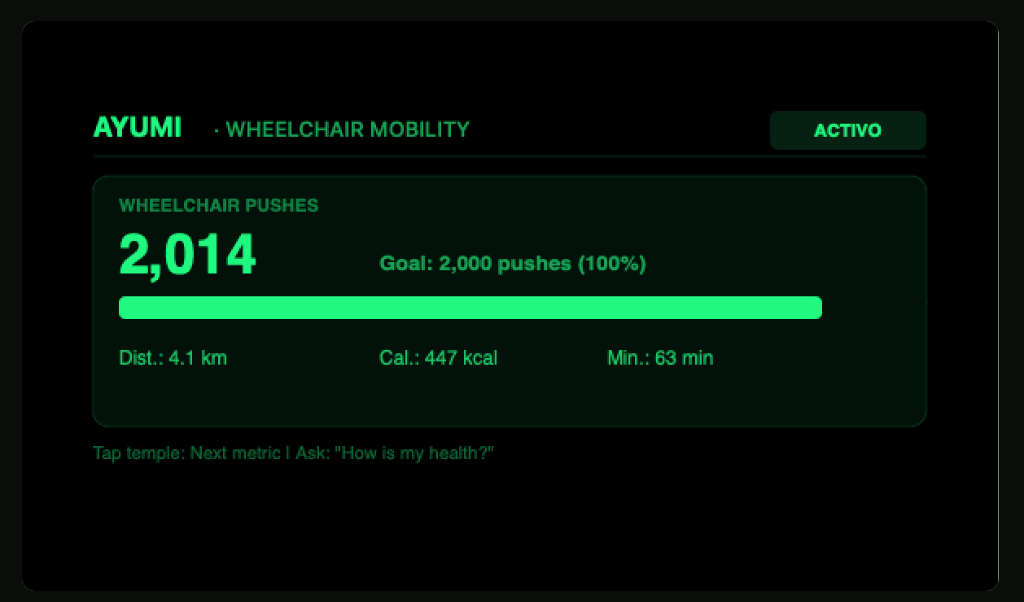 AYUMI · WHEELCHAIR MOBILITY ACTIVO
WHEELCHAIR PUSHES
2,014 Goal: 2,000 pushes (100%)
Dist.: 4.1 km Cal.: 447 kcal Min.: 63 min
Tap temple: Next metric | Ask: "How is my health?"